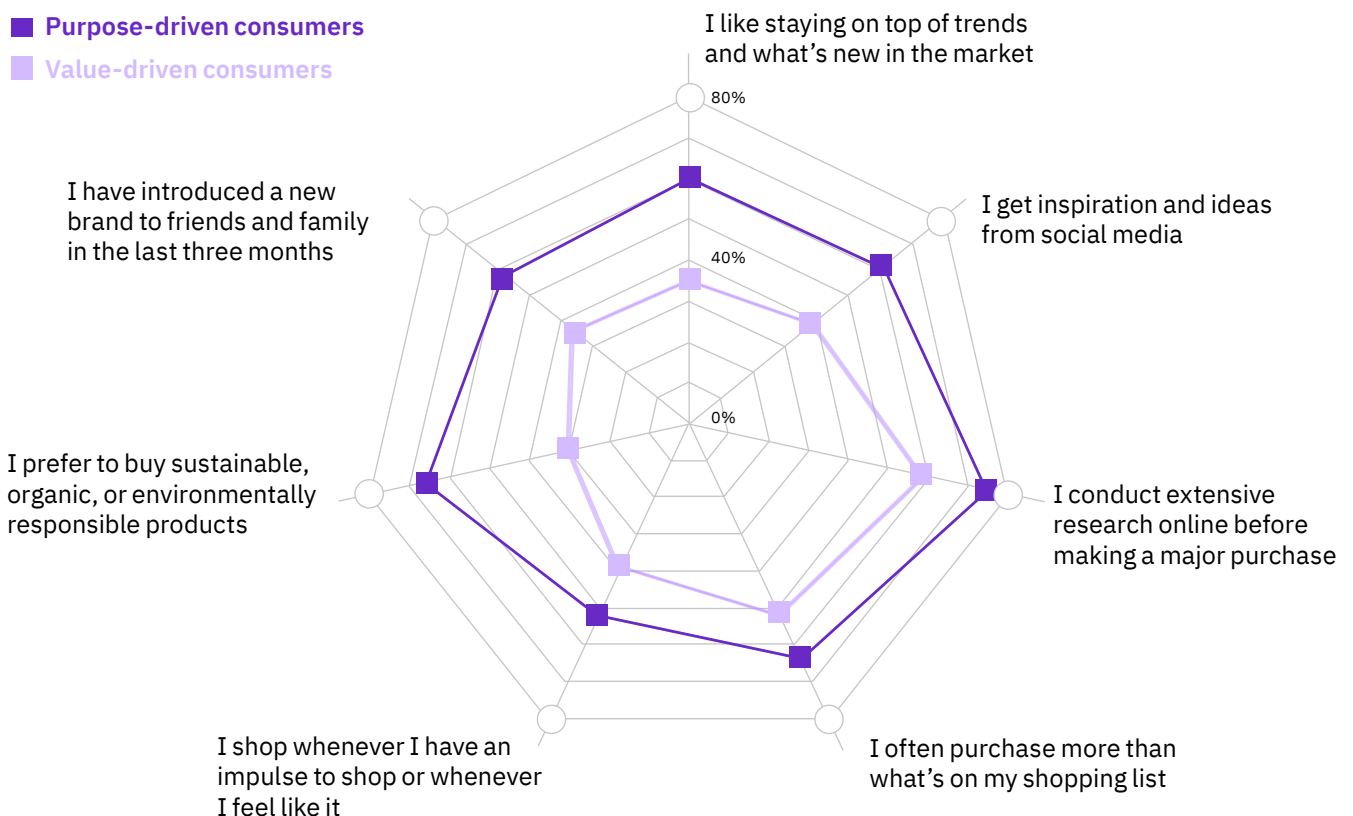 Purpose-driven consumers
Value-driven consumers
I like staying on top of trends
and what’s new in the market
80%
I have introduced a new
brand to friends and family
in the last three months
I get inspiration and ideas
from social media
40%
0%
I prefer to buy sustainable,
organic, or environmentally
responsible products
I conduct extensive
research online before
making a major purchase
I shop whenever I have an
impulse to shop or whenever
I feel like it
I often purchase more than
what’s on my shopping list